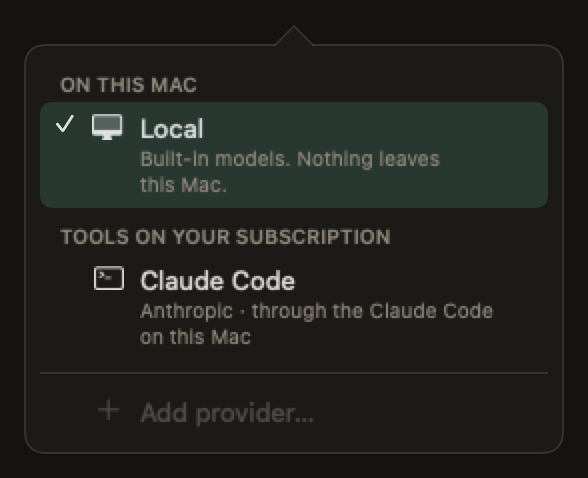 ON THIS MAC
Local
Built-in models. Nothing leaves
this Mac.
TOOLS ON YOUR SUBSCRIPTION
Claude Code
Anthropic · through the Claude Code
on this Mac
Add provider...